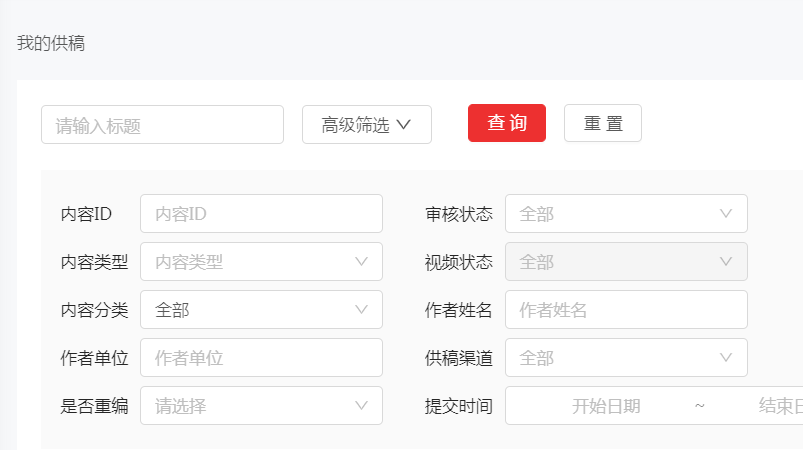 我的供稿
请输入标题 高级筛选 查询 重置
内容ID 内容ID 审核状态 全部
内容类型 内容类型 视频状态 全部
内容分类 全部 作者姓名 作者姓名
作者单位 作者单位 供稿渠道 全部
是否重编 请选择 提交时间 开始日期 ~ 结束